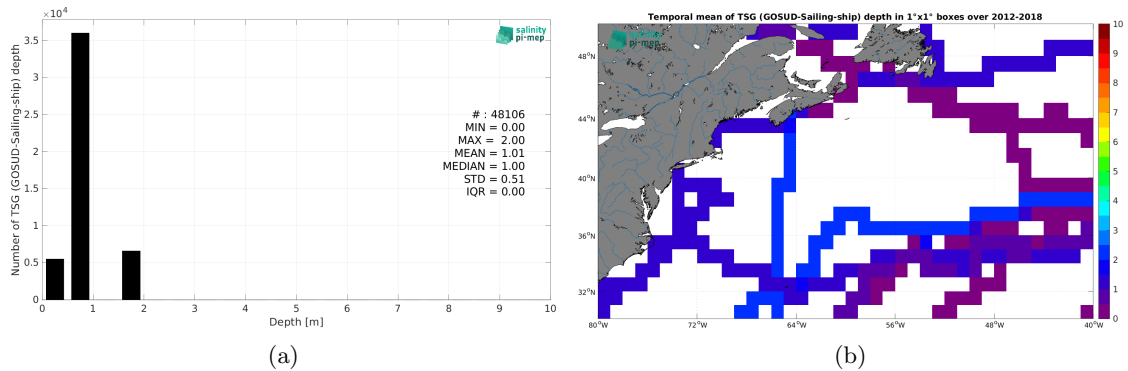 ×10⁴
3.5
3
2.5
2
1.5
1
0.5
0
Number of TSG (GOSUD-Sailing-ship) depth
salinity
pi-mep
# : 48106
MIN = 0.00
MAX = 2.00
MEAN = 1.01
MEDIAN = 1.00
STD = 0.51
IQR = 0.00
0 1 2 3 4 5 6 7 8 9 10
Depth [m]
(a)
Temporal mean of TSG (GOSUD-Sailing-ship) depth in 1°x1° boxes over 2012-2018
salinity
pi-mep
48°N
44°N
40°N
36°N
32°N
80°W 72°W 64°W 56°W 48°W 40°W
10
9
8
7
6
5
4
3
2
1
0
(b)